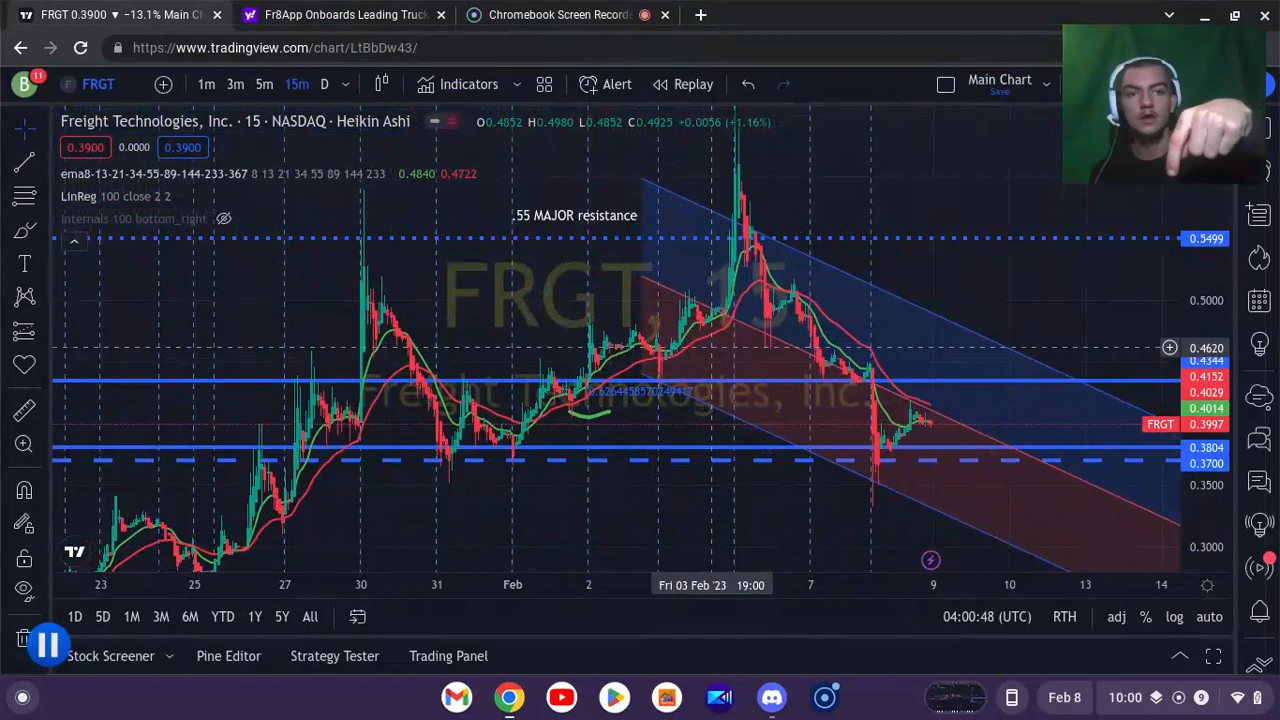 FRGT 0.3900 ▼ −13.1% Main Ch
Fr8App Onboards Leading Truck
Chromebook Screen Recorde
https://www.tradingview.com/chart/LtBbDw43/
B
11
FRGT
1m 3m 5m 15m D
Indicators
Alert
Replay
Main Chart
Save
Freight Technologies, Inc. · 15 · NASDAQ · Heikin Ashi
O0.4852 H0.4980 L0.4852 C0.4925 +0.0056 (+1.16%)
0.3900 0.0000 0.3900
ema8-13-21-34-55-89-144-233-367 8 13 21 34 55 89 144 233 0.4840 0.4722
LinReg 100 close 2 2
Internals 100 bottom_right
.55 MAJOR resistance
FRGT, 15
Freight Technologies, Inc.
0.5499
0.5000
0.4620
0.4344
0.4152
0.4029
0.4014
FRGT 0.3997
0.3804
0.3700
0.3500
0.3000
23 25 27 30 31 Feb 2 Fri 03 Feb '23 19:00 7 9 10 13 14
1D 5D 1M 3M 6M YTD 1Y 5Y All
04:00:48 (UTC) RTH adj % log auto
Stock Screener Pine Editor Strategy Tester Trading Panel
Feb 8 10:00 9